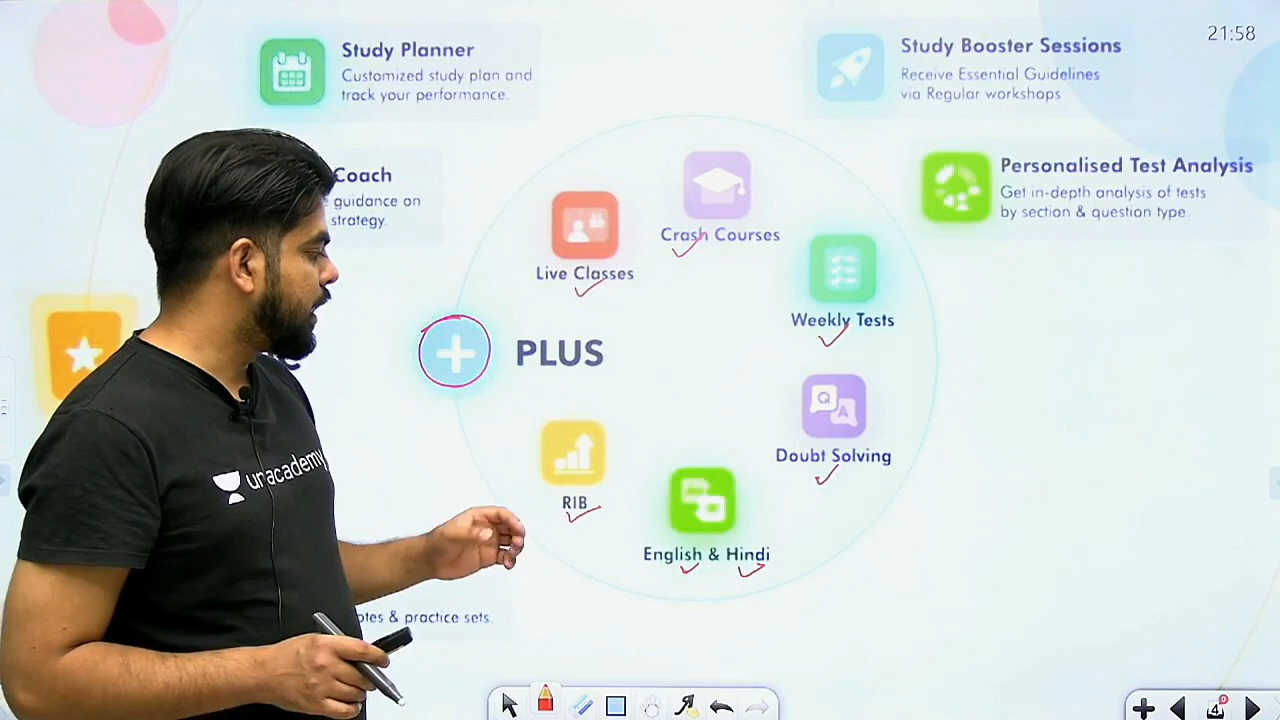 21:58
Study Planner
Customized study plan and
track your performance.
Study Booster Sessions
Receive Essential Guidelines
via Regular workshops
Coach
guidance on
strategy.
Personalised Test Analysis
Get in-depth analysis of tests
by section & question type.
Crash Courses
Live Classes
Weekly Tests
PLUS
Doubt Solving
Q
A
RIB
English & Hindi
unacademy
& practice sets.
4
0